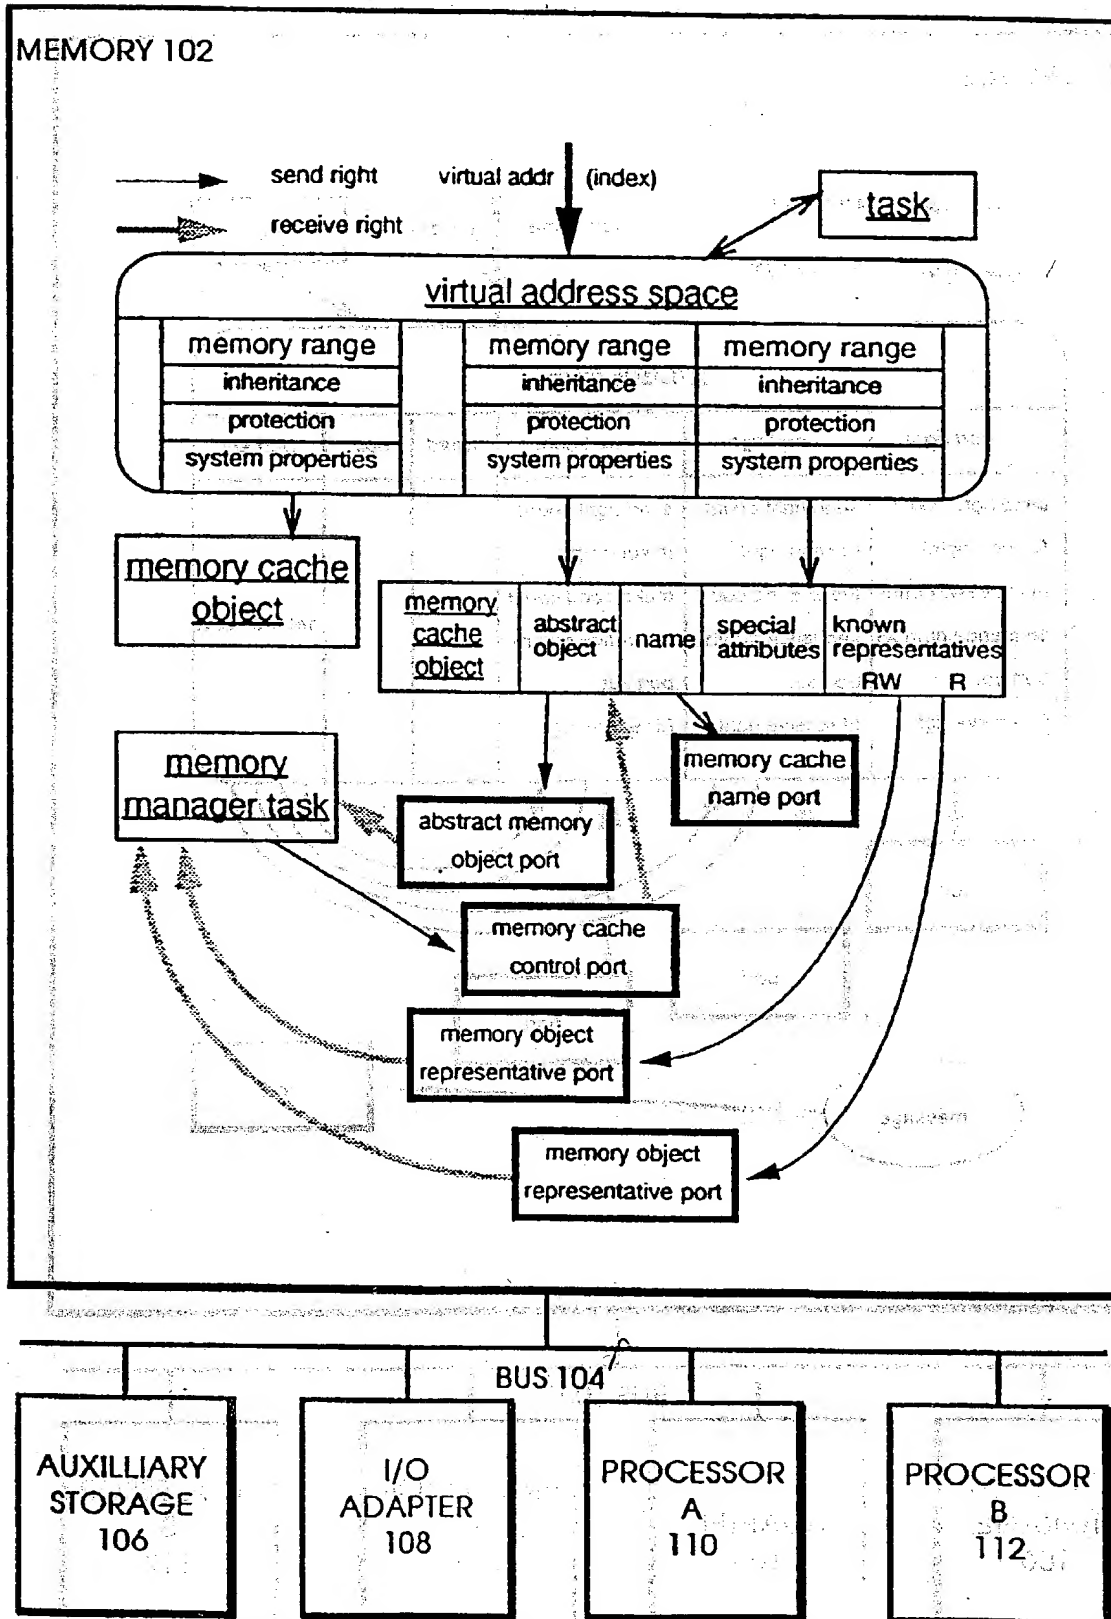 MEMORY 102
send right
virtual addr
(index)
receive right
task
virtual address space
memory range
inheritance
protection
system properties
memory range
inheritance
protection
system properties
memory range
inheritance
protection
system properties
memory cache
object
memory
cache
object
abstract
object
name
special
attributes
known
representatives
RW R
memory
manager task
memory cache
name port
abstract memory
object port
memory cache
control port
memory object
representative port
message
memory object
representative port
BUS 104
AUXILLIARY
STORAGE
106
I/O
ADAPTER
108
PROCESSOR
A
110
PROCESSOR
B
112